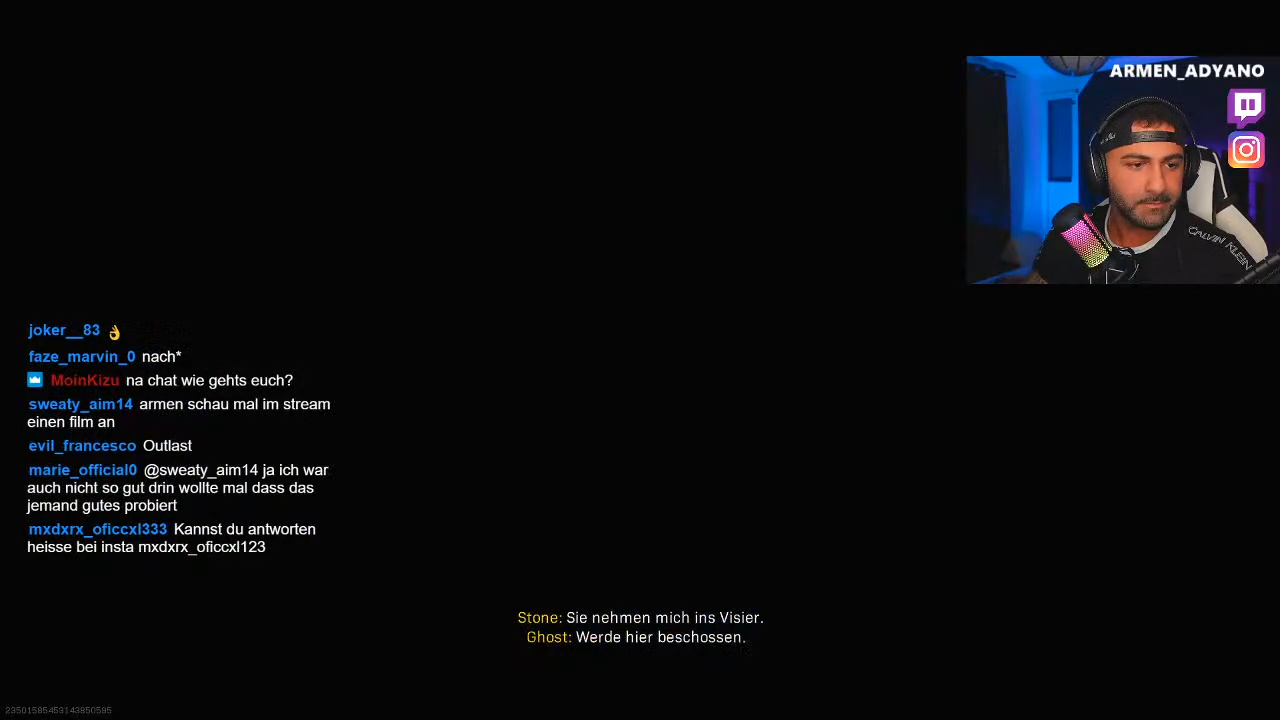 ARMEN_ADYANO
joker__83 👌
faze_marvin_0 nach*
MoinKizu na chat wie gehts euch?
sweaty_aim14 armen schau mal im stream
einen film an
evil_francesco Outlast
marie_official0 @sweaty_aim14 ja ich war
auch nicht so gut drin wollte mal dass das
jemand gutes probiert
mxdxrx_oficcxl333 Kannst du antworten
heisse bei insta mxdxrx_oficcxl123
CALVIN KLEIN
Stone: Sie nehmen mich ins Visier.
Ghost: Werde hier beschossen.